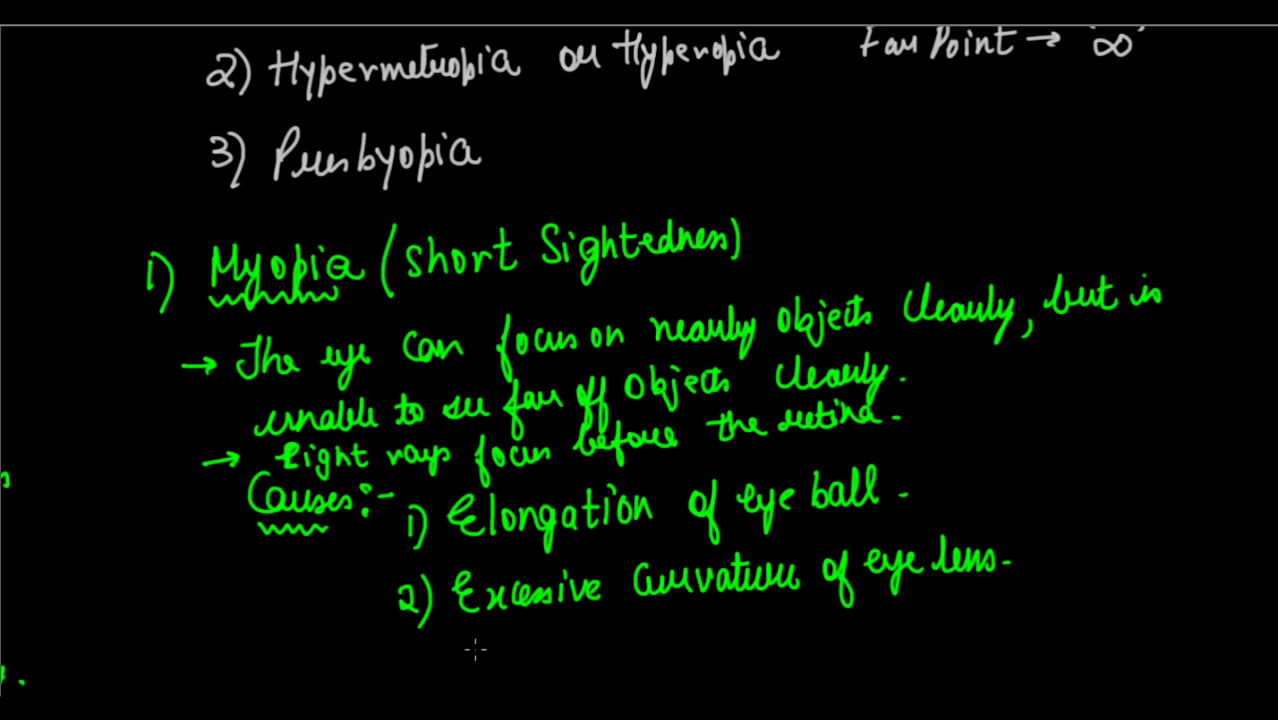 2) Hypermetropia or Hyperopia Far Point → '∞'
3) Presbyopia
1) Myopia (Short Sightedness)
→ The eye can focus on nearby objects clearly, but is
unable to see far off objects clearly.
→ Light rays focus before the retina.
Causes:- 1) Elongation of eye ball.
2) Excessive Curvature of eye lens.